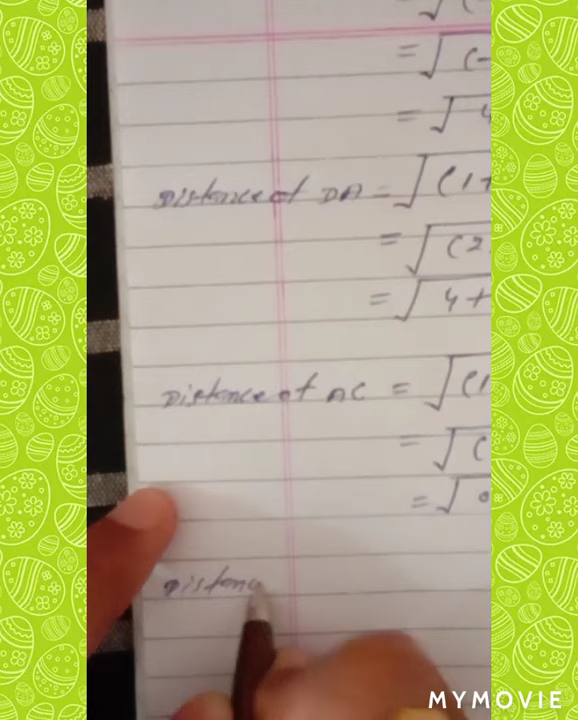 = √(-
= √4
Distance of DA = √(1+
= √(2
= √4+
Distance of AC = √(1
= √(
= √0
Distanc
MYMOVIE